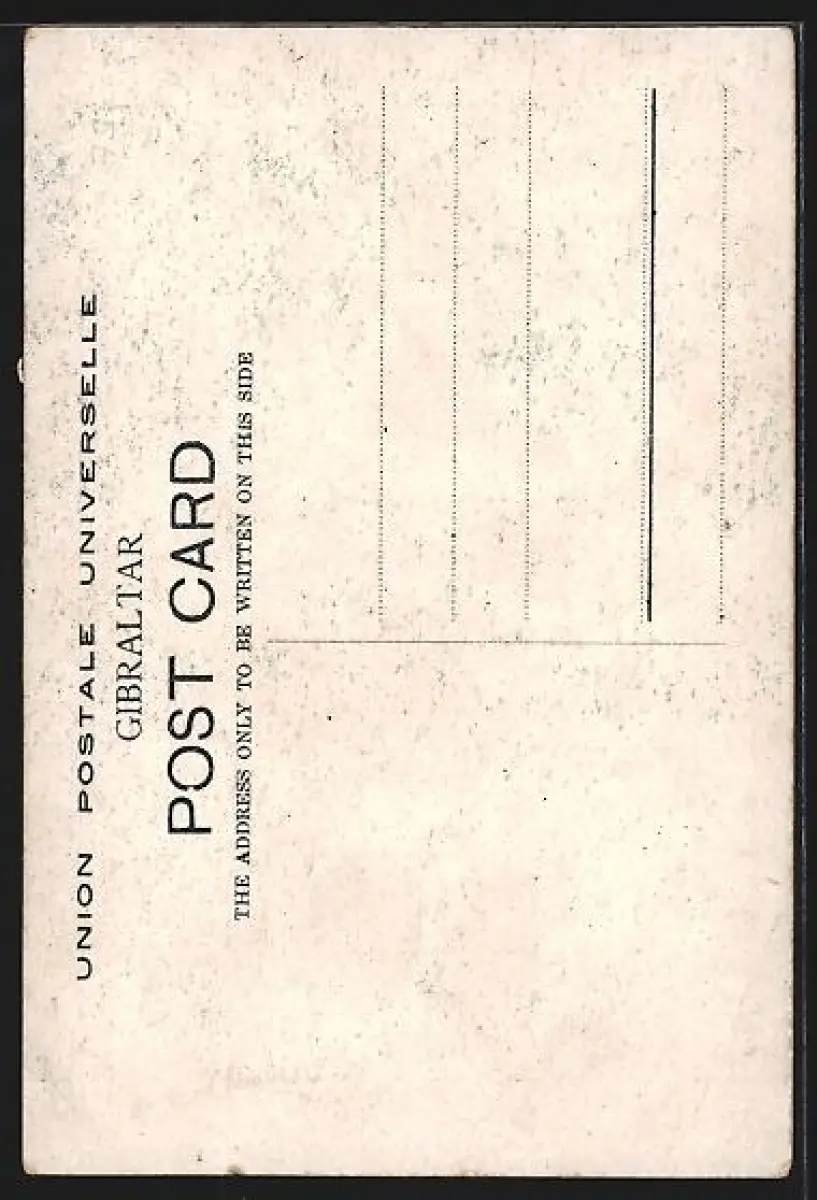 UNION POSTALE UNIVERSELLE
GIBRALTAR
POST CARD
THE ADDRESS ONLY TO BE WRITTEN ON THIS SIDE